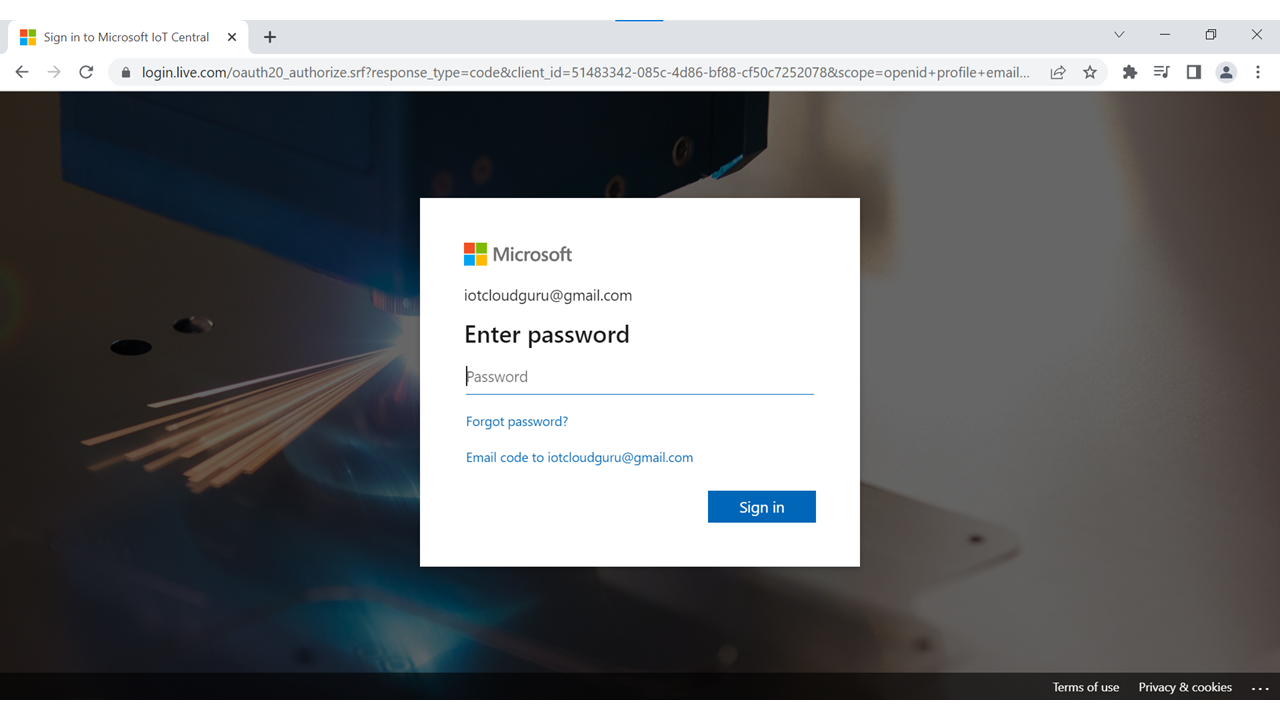 Sign in to Microsoft IoT Central
login.live.com/oauth20_authorize.srf?response_type=code&client_id=51483342-085c-4d86-bf88-cf50c7252078&scope=openid+profile+email...
Microsoft
iotcloudguru@gmail.com
Enter password
Password
Forgot password?
Email code to iotcloudguru@gmail.com
Sign in
Terms of use Privacy & cookies ...